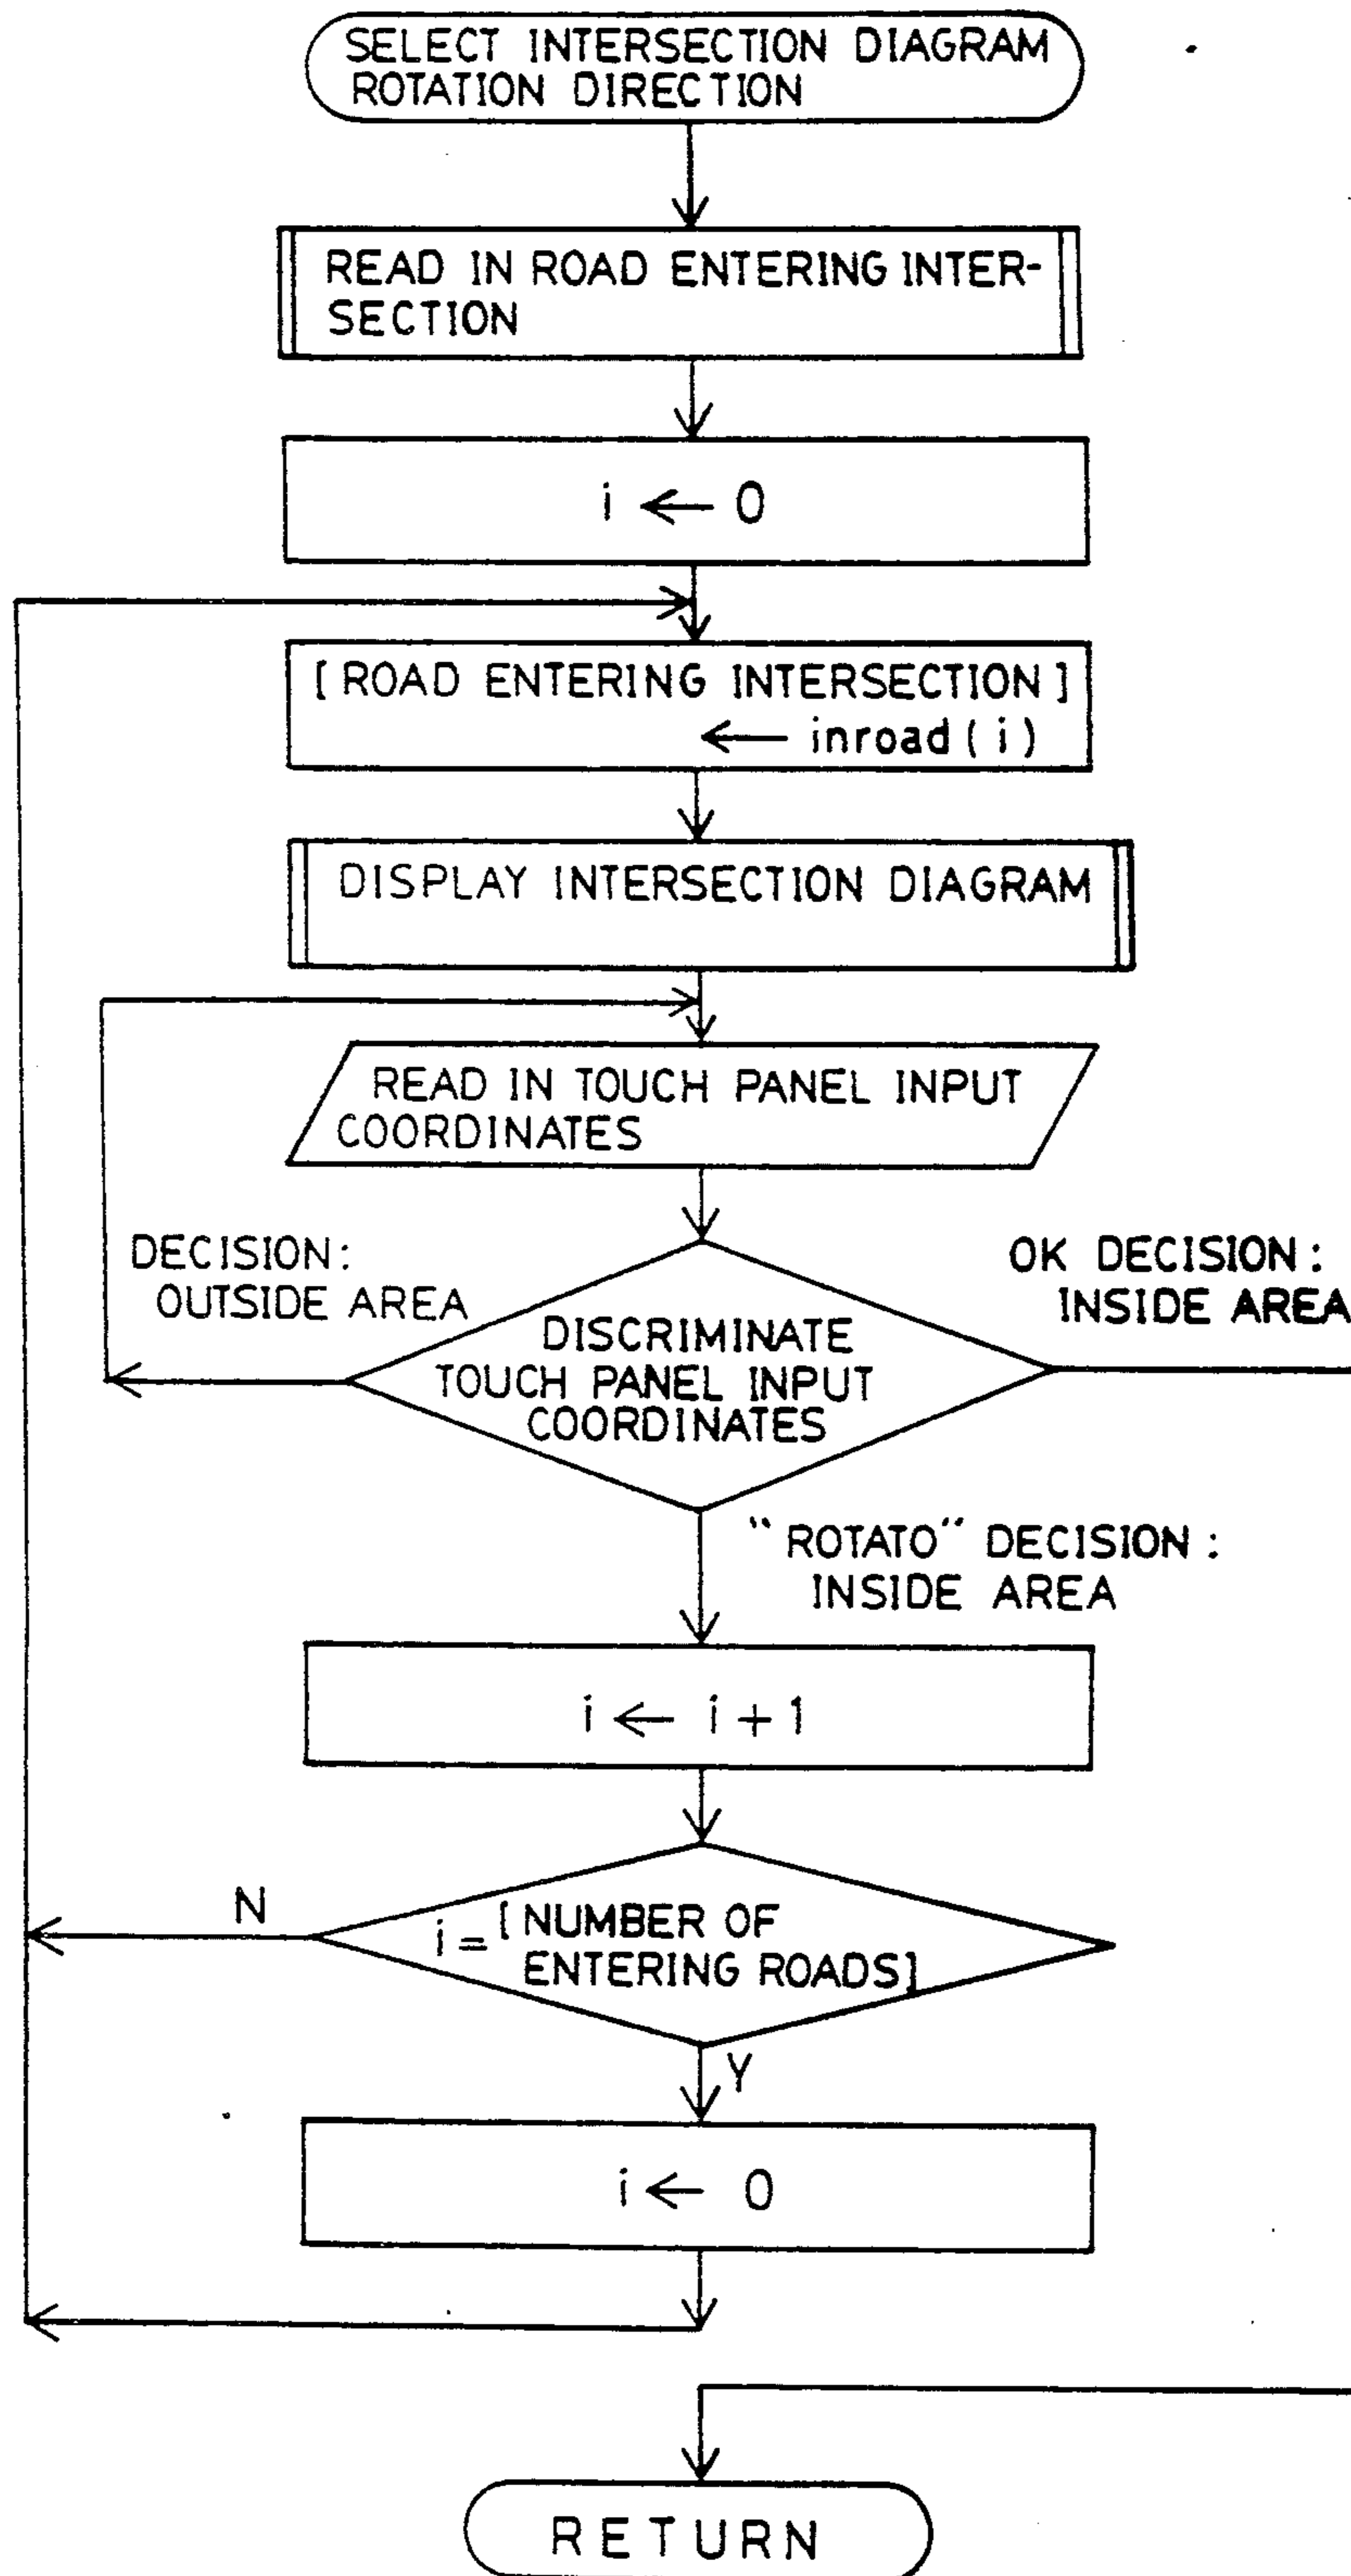 SELECT INTERSECTION DIAGRAM
ROTATION DIRECTION
READ IN ROAD ENTERING INTER-
SECTION
i ← 0
[ROAD ENTERING INTERSECTION]
← inroad(i)
DISPLAY INTERSECTION DIAGRAM
READ IN TOUCH PANEL INPUT
COORDINATES
DECISION:
OUTSIDE AREA
OK DECISION:
INSIDE AREA
DISCRIMINATE
TOUCH PANEL INPUT
COORDINATES
"ROTATO" DECISION:
INSIDE AREA
i ← i + 1
N
i = [NUMBER OF
ENTERING ROADS]
Y
i ← 0
RETURN